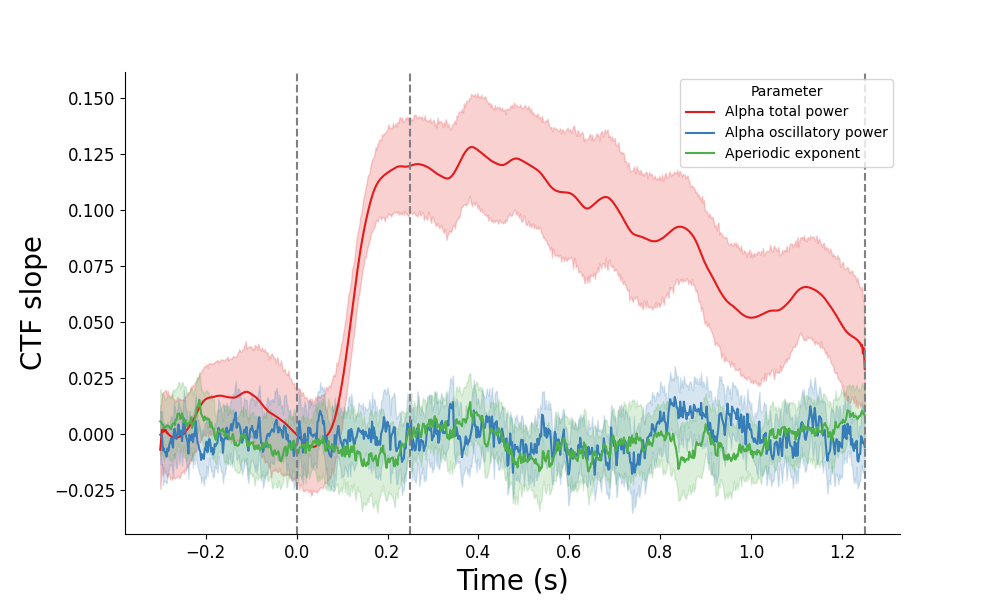 Parameter
Alpha total power
Alpha oscillatory power
Aperiodic exponent
0.150
0.125
0.100
0.075
0.050
0.025
0.000
−0.025
CTF slope
−0.2 0.0 0.2 0.4 0.6 0.8 1.0 1.2
Time (s)